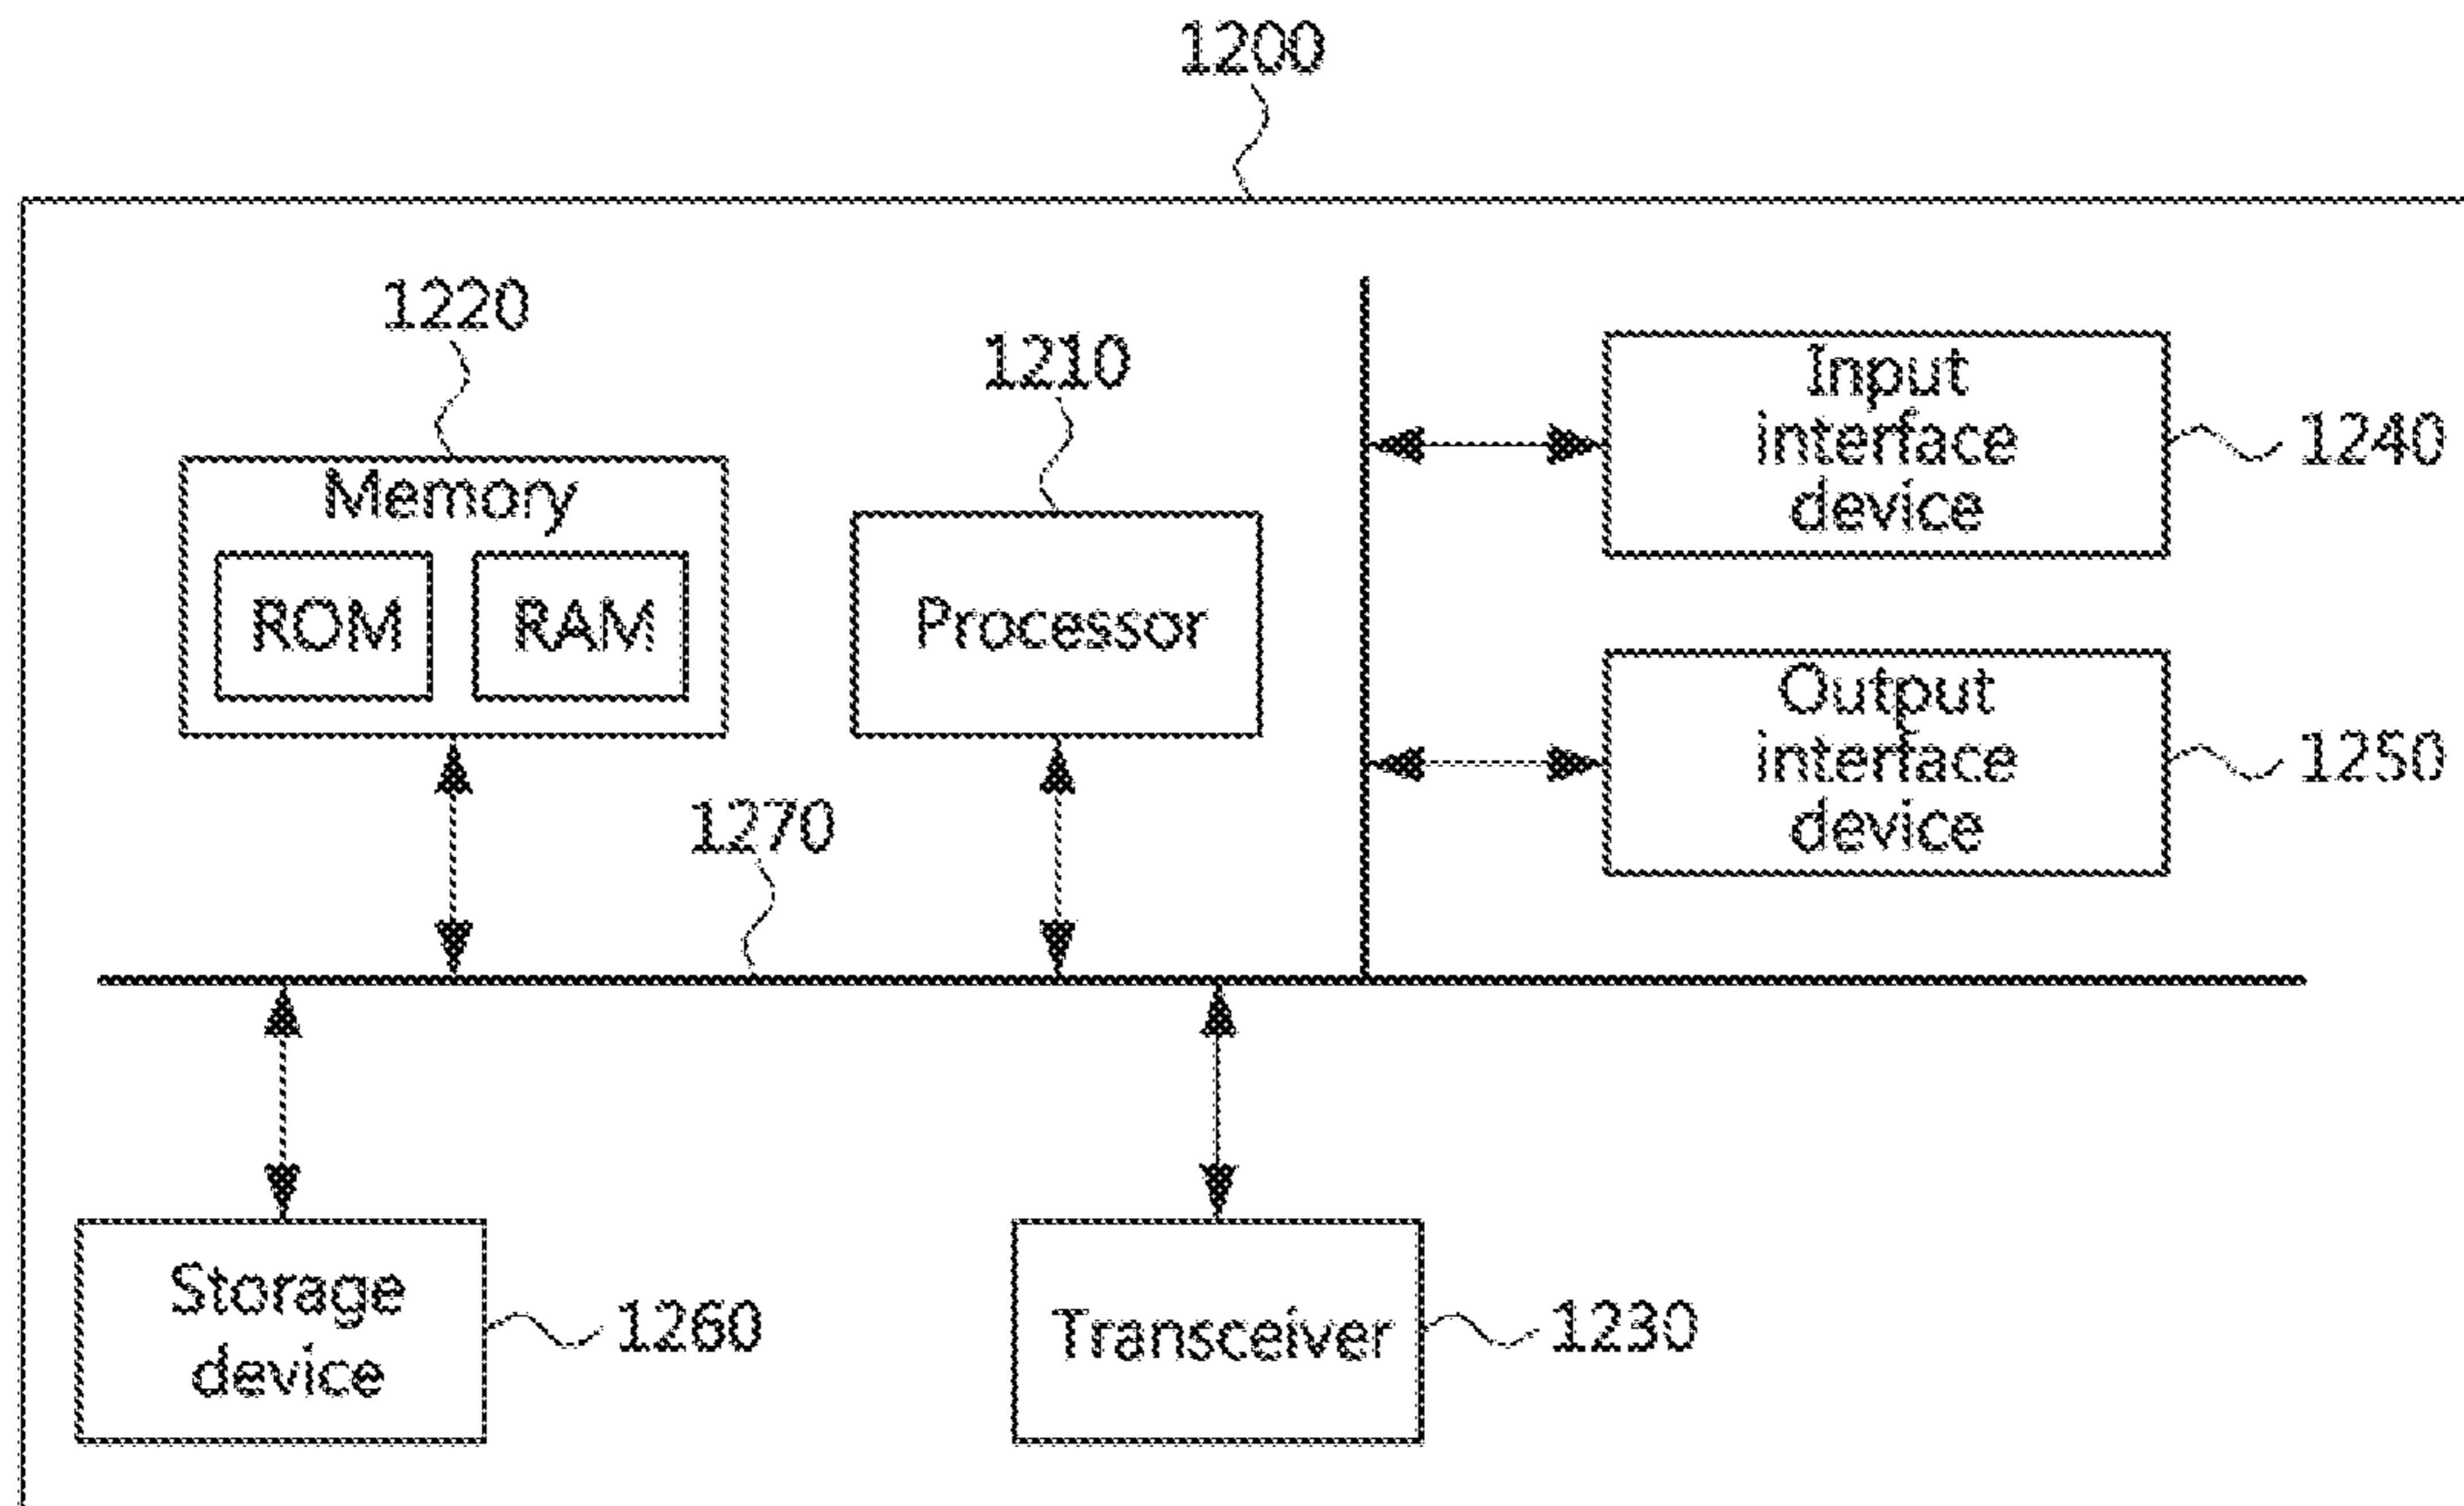 1200
1220
1210
Memory
ROM
RAM
Processor
Input
interface
device
1240
Output
interface
device
1250
1270
Storage
device
1260
Transceiver
1230